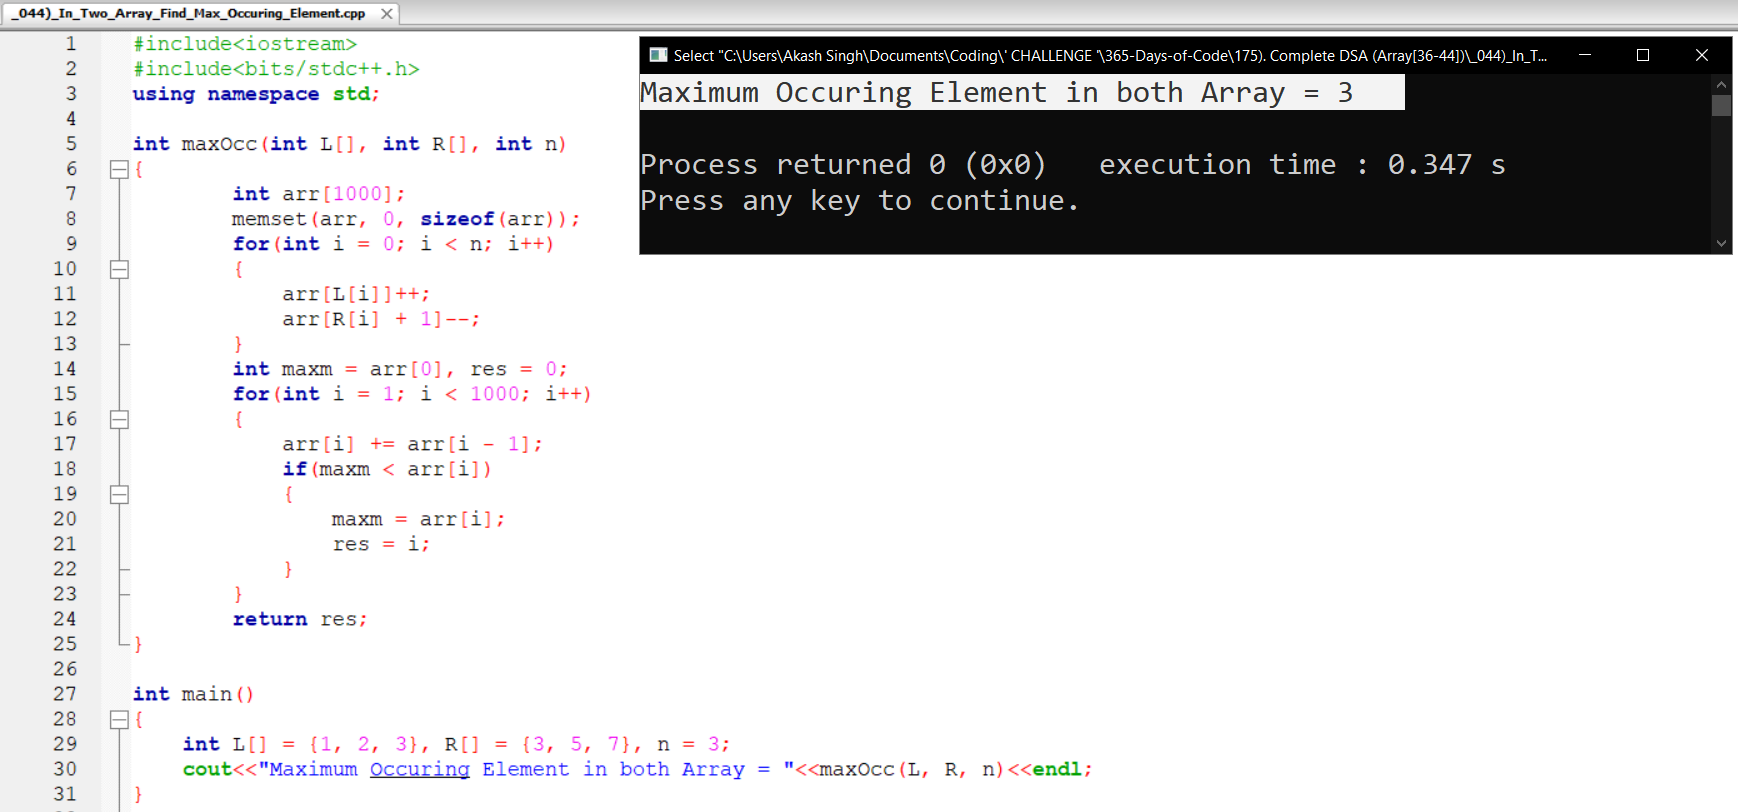 _044)_In_Two_Array_Find_Max_Occuring_Element.cpp
1 #include<iostream>
2 #include<bits/stdc++.h>
3 using namespace std;
4
5 int maxOcc(int L[], int R[], int n)
6 {
7 int arr[1000];
8 memset(arr, 0, sizeof(arr));
9 for(int i = 0; i < n; i++)
10 {
11 arr[L[i]]++;
12 arr[R[i] + 1]--;
13 }
14 int maxm = arr[0], res = 0;
15 for(int i = 1; i < 1000; i++)
16 {
17 arr[i] += arr[i - 1];
18 if(maxm < arr[i])
19 {
20 maxm = arr[i];
21 res = i;
22 }
23 }
24 return res;
25 }
26
27 int main()
28 {
29 int L[] = {1, 2, 3}, R[] = {3, 5, 7}, n = 3;
30 cout<<"Maximum Occuring Element in both Array = "<<maxOcc(L, R, n)<<endl;
31 }
Select "C:\Users\Akash Singh\Documents\Coding\' CHALLENGE '\365-Days-of-Code\175). Complete DSA (Array[36-44])\_044)_In_T...
Maximum Occuring Element in both Array = 3
Process returned 0 (0x0)   execution time : 0.347 s
Press any key to continue.